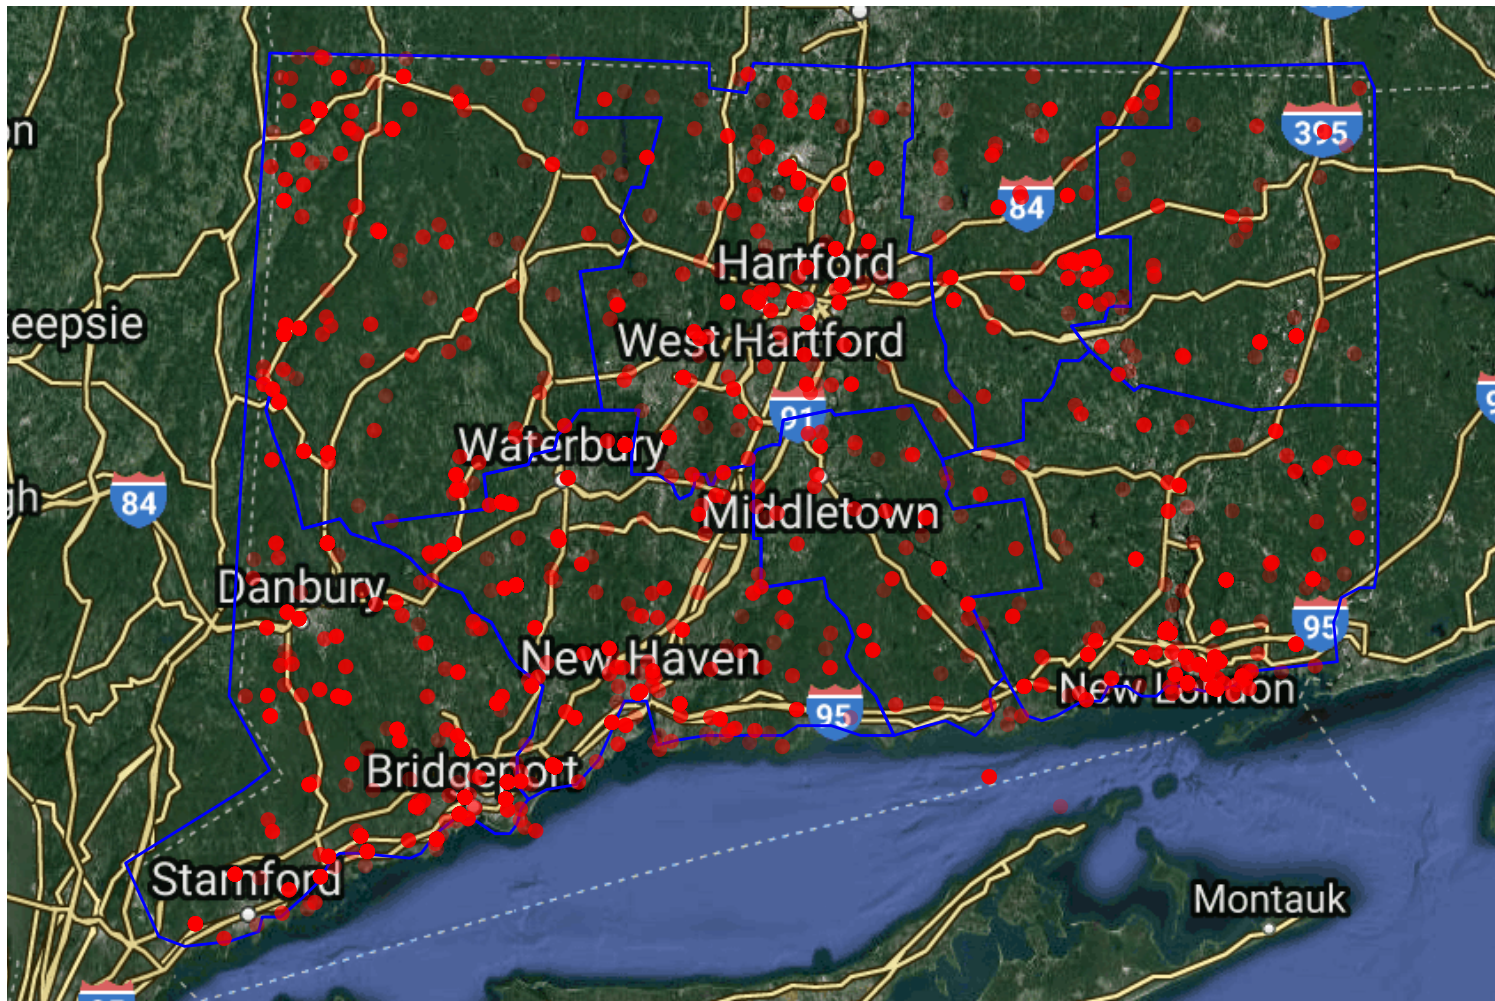 395
84
Hartford
eepsie
West Hartford
91
Waterbury
gh
84
Middletown
Danbury
95
New Haven
New London
95
Bridgeport
Stamford
Montauk